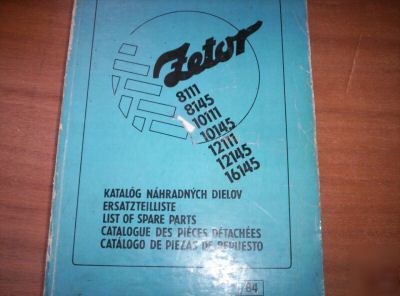 Zetor
8111
8145
10111
10145
12111
12145
16145
KATALÓG NÁHRADNÝCH DIELOV
ERSATZTEILLISTE
LIST OF SPARE PARTS
CATALOGUE DES PIÈCES DÉTACHÉES
CATÁLOGO DE PIEZAS DE REPUESTO
/84